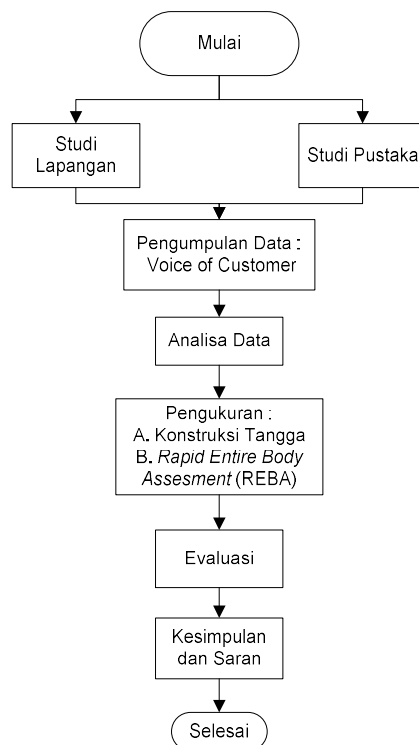 Mulai
Studi
Lapangan
Studi Pustaka
Pengumpulan Data :
Voice of Customer
Analisa Data
Pengukuran :
A. Konstruksi Tangga
B. Rapid Entire Body
Assesment (REBA)
Evaluasi
Kesimpulan
dan Saran
Selesai